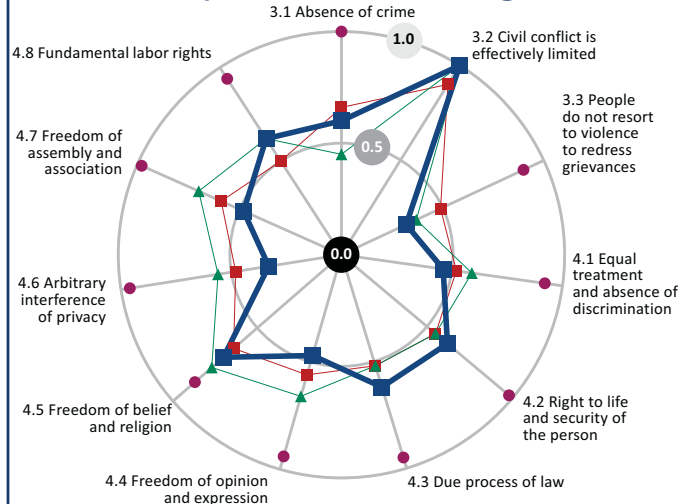 3.1 Absence of crime
1.0
3.2 Civil conflict is
effectively limited
4.8 Fundamental labor rights
3.3 People
do not resort
to violence
to redress
grievances
4.7 Freedom of
assembly and
association
0.5
0.0
4.1 Equal
treatment
and absence of
discrimination
4.6 Arbitrary
interference
of privacy
4.2 Right to life
and security of
the person
4.5 Freedom of belief
and religion
4.4 Freedom of opinion
and expression
4.3 Due process of law